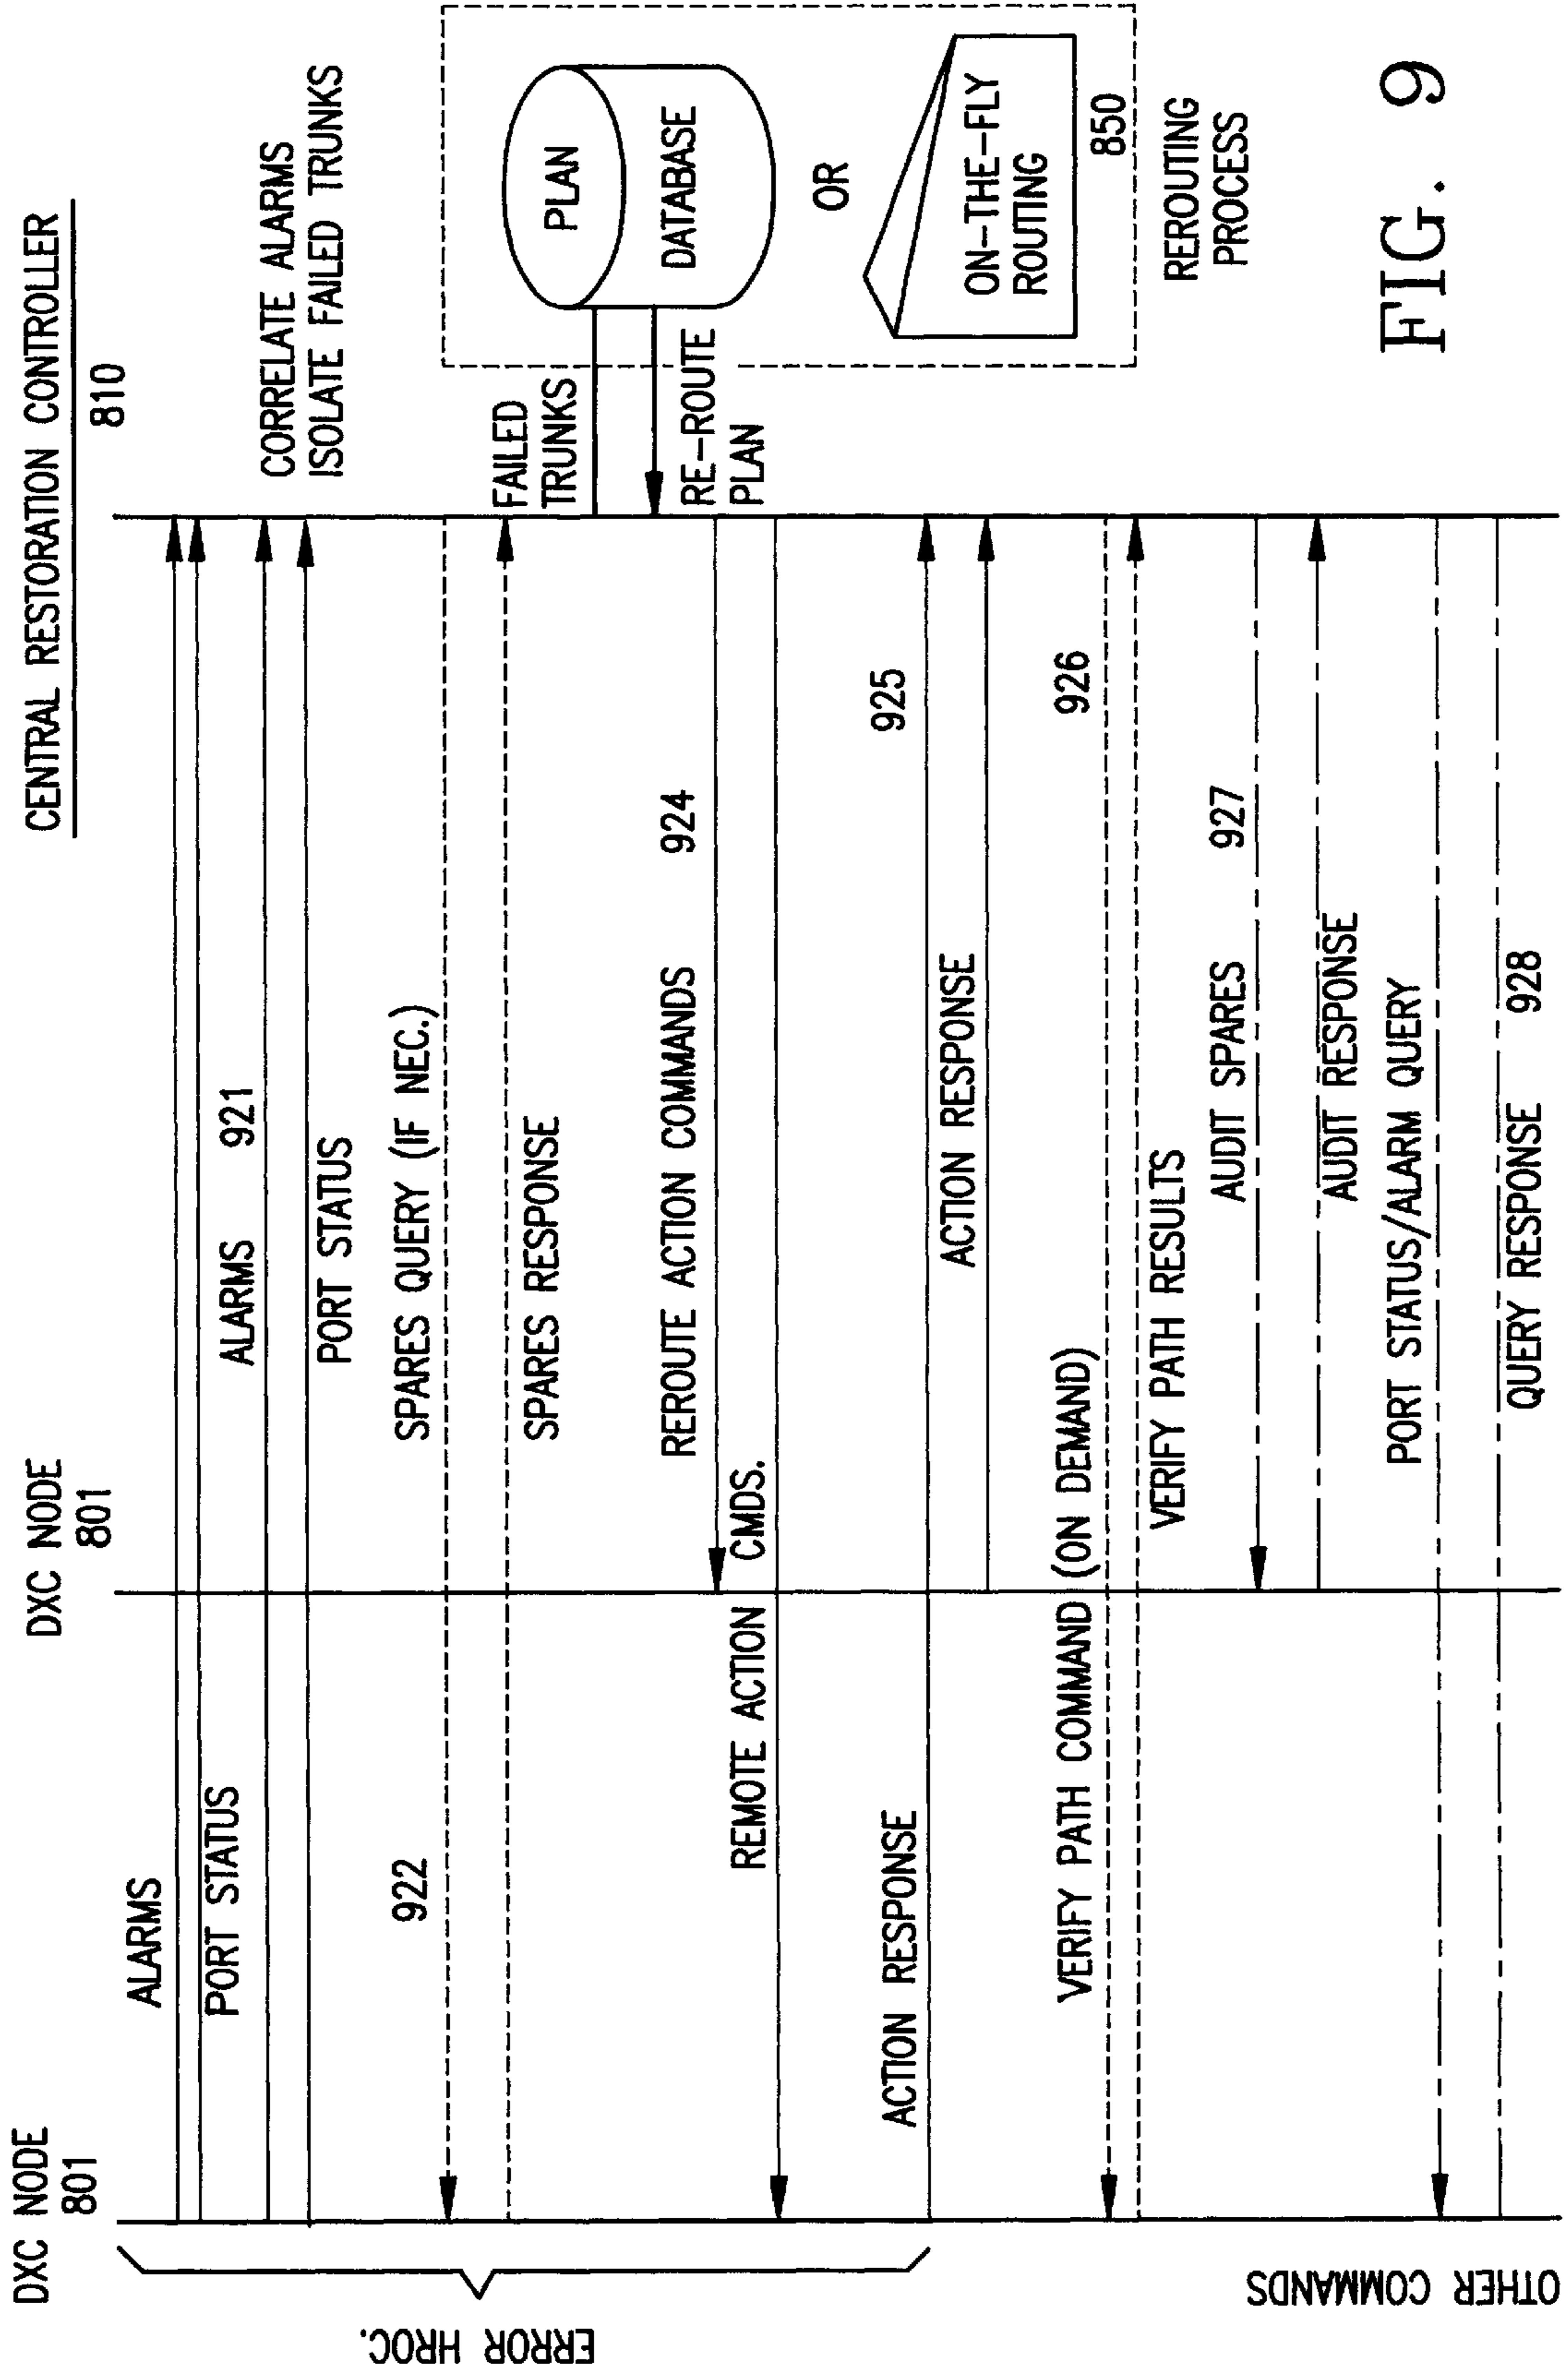 DXC NODE
801
DXC NODE
801
CENTRAL RESTORATION CONTROLLER
810
ALARMS
PORT STATUS
ALARMS 921
PORT STATUS
CORRELATE ALARMS
ISOLATE FAILED TRUNKS
922
SPARES QUERY (IF NEC.)
SPARES RESPONSE
FAILED
TRUNKS
RE-ROUTE
PLAN
PLAN
DATABASE
OR
ON-THE-FLY
ROUTING
850
REROUTING
PROCESS
REROUTE ACTION COMMANDS 924
REMOTE ACTION CMDS.
ACTION RESPONSE
925
ACTION RESPONSE
926
VERIFY PATH COMMAND (ON DEMAND)
VERIFY PATH RESULTS
AUDIT SPARES 927
AUDIT RESPONSE
PORT STATUS/ALARM QUERY
QUERY RESPONSE 928
ERROR HROC.
OTHER COMMANDS
FIG. 9